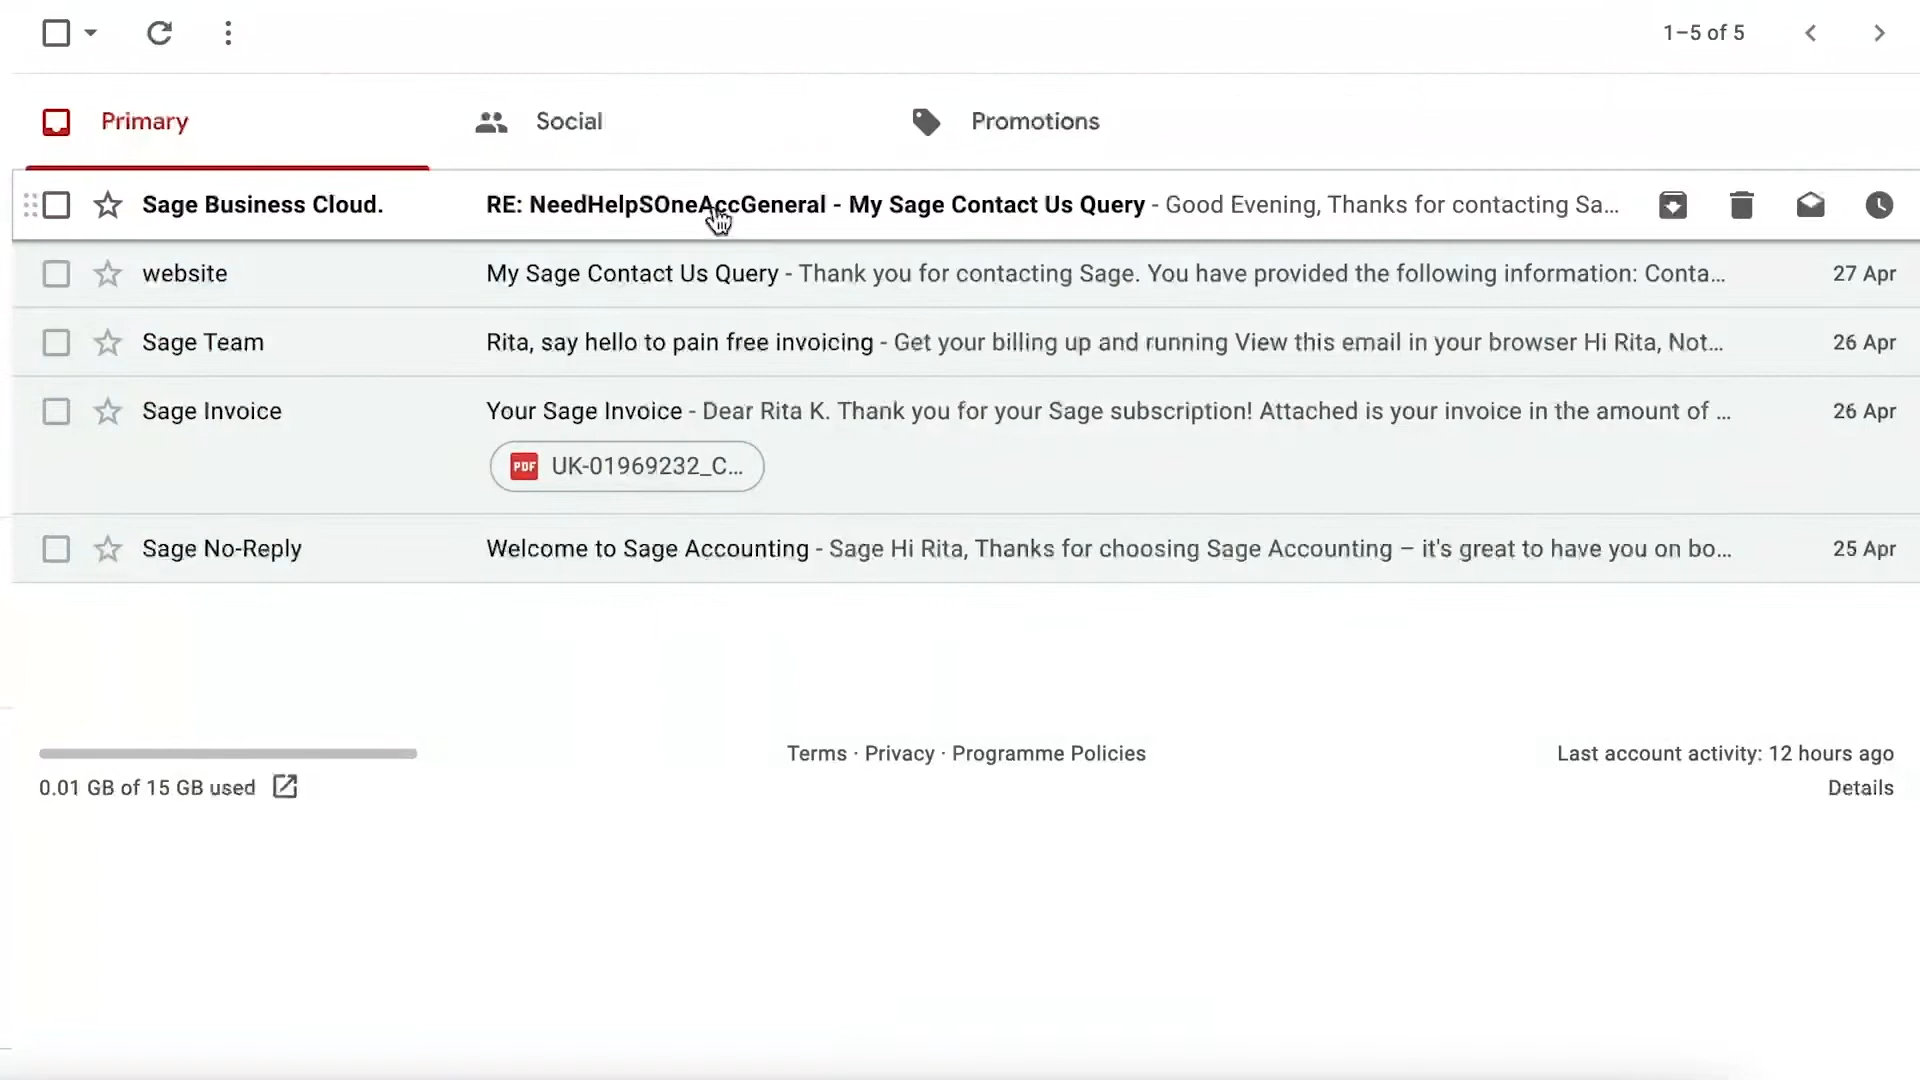 1–5 of 5
Primary
Social
Promotions
Sage Business Cloud. RE: NeedHelpSOneAccGeneral - My Sage Contact Us Query - Good Evening, Thanks for contacting Sa...
website My Sage Contact Us Query - Thank you for contacting Sage. You have provided the following information: Conta... 27 Apr
Sage Team Rita, say hello to pain free invoicing - Get your billing up and running View this email in your browser Hi Rita, Not... 26 Apr
Sage Invoice Your Sage Invoice - Dear Rita K. Thank you for your Sage subscription! Attached is your invoice in the amount of ... 26 Apr
PDF UK-01969232_C...
Sage No-Reply Welcome to Sage Accounting - Sage Hi Rita, Thanks for choosing Sage Accounting – it's great to have you on bo... 25 Apr
Terms · Privacy · Programme Policies
Last account activity: 12 hours ago
0.01 GB of 15 GB used
Details